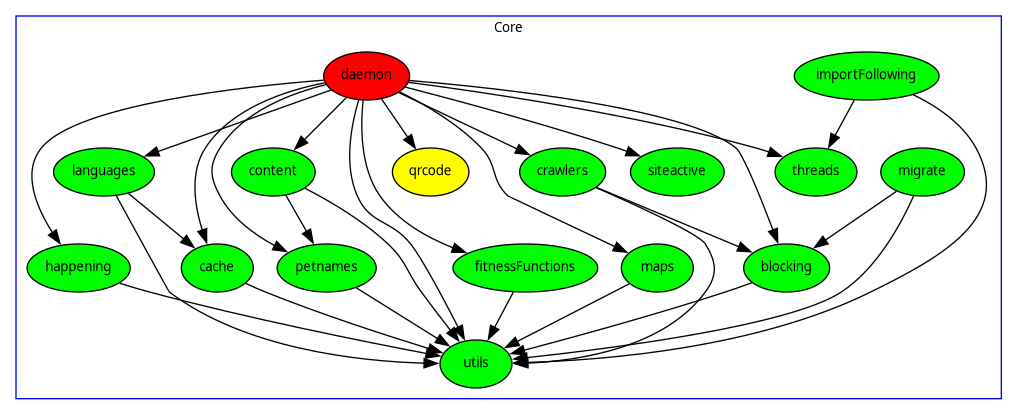 Core
daemon
importFollowing
languages
content
qrcode
crawlers
siteactive
threads
migrate
happening
cache
petnames
fitnessFunctions
maps
blocking
utils